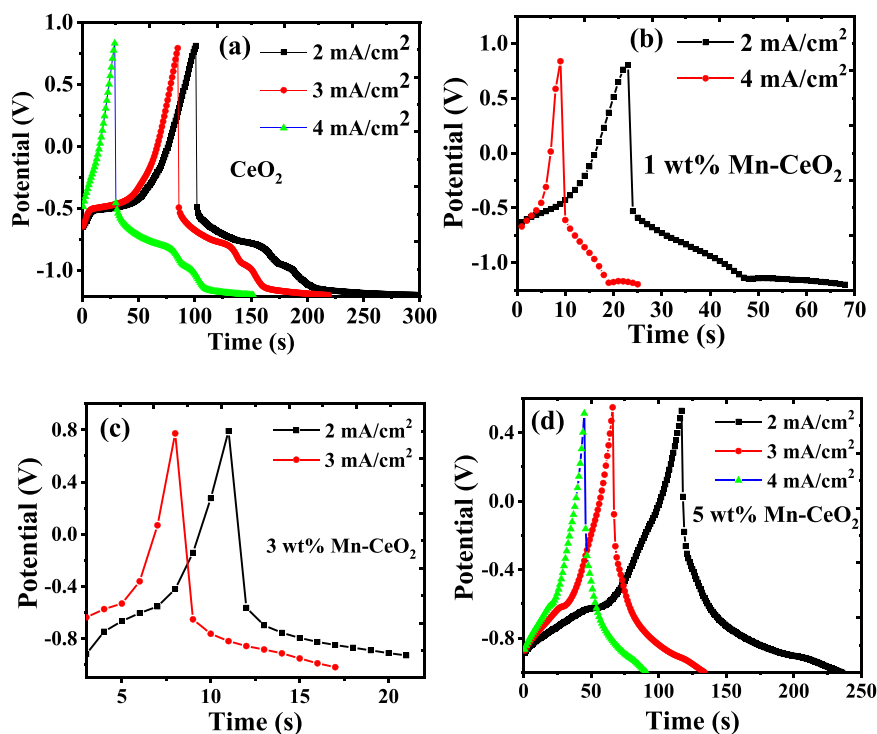 (a)
2 mA/cm²
3 mA/cm²
4 mA/cm²
CeO₂
Potential (V)
1.0
0.5
0.0
-0.5
-1.0
0 50 100 150 200 250 300
Time (s)
(b)
2 mA/cm²
4 mA/cm²
1 wt% Mn-CeO₂
Potential (V)
1.0
0.5
0.0
-0.5
-1.0
0 10 20 30 40 50 60 70
Time (s)
(c)
2 mA/cm²
3 mA/cm²
3 wt% Mn-CeO₂
Potential (V)
0.8
0.4
0.0
-0.4
-0.8
5 10 15 20
Time (s)
(d)
2 mA/cm²
3 mA/cm²
4 mA/cm²
5 wt% Mn-CeO₂
Potential (V)
0.4
0.0
-0.4
-0.8
0 50 100 150 200 250
Time (s)